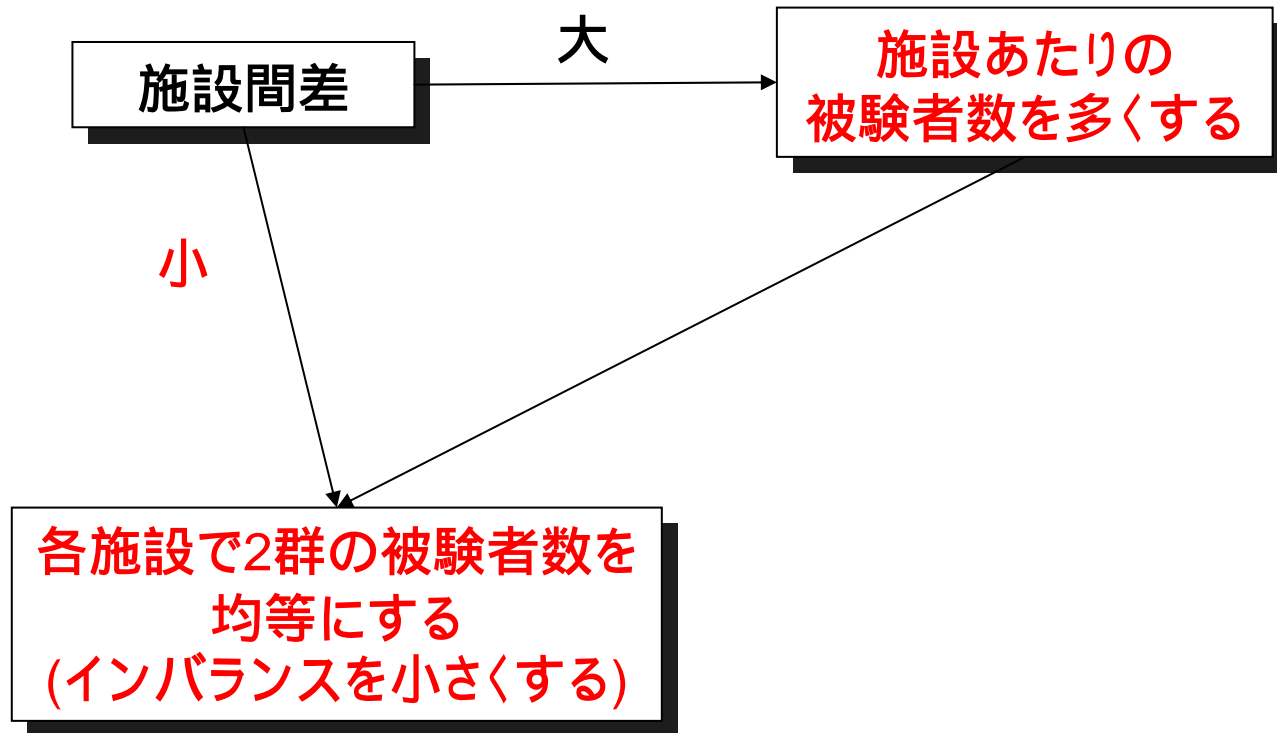 施設間差
大
施設あたりの
被験者数を多くする
小
各施設で2群の被験者数を
均等にする
(インバランスを小さくする)